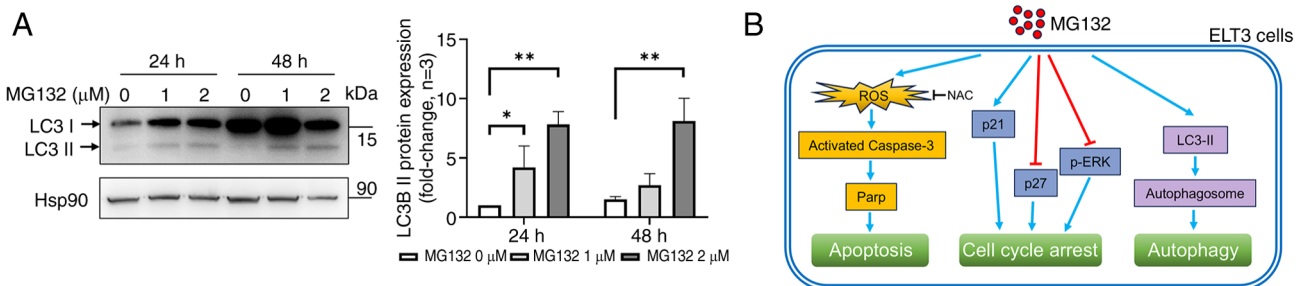 A
24 h 48 h
MG132 (μM) 0 1 2 0 1 2 kDa
LC3 I
15
LC3 II
90
Hsp90
LC3B II protein expression
(fold-change, n=3)
15
10
5
0
**
*
**
24 h 48 h
MG132 0 μM MG132 1 μM MG132 2 μM
B
MG132
ELT3 cells
ROS
NAC
p21
Activated Caspase-3
LC3-II
p-ERK
p27
Parp
Autophagosome
Apoptosis
Cell cycle arrest
Autophagy